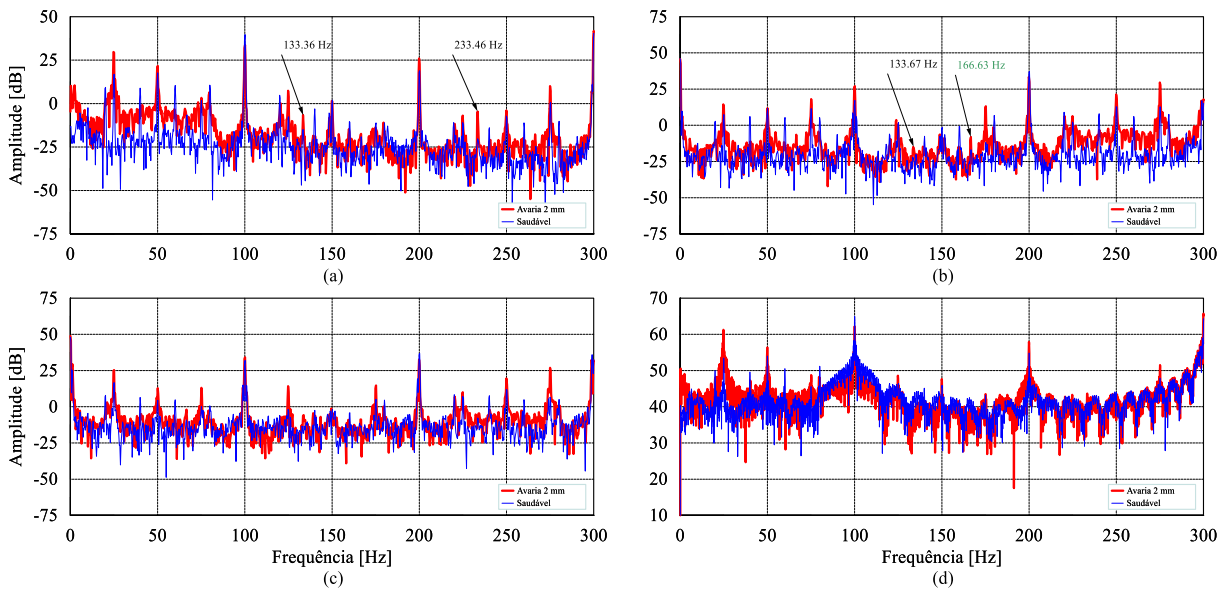 50
25
0
-25
-50
-75
Amplitude [dB]
133.36 Hz
233.46 Hz
Avaria 2 mm
Saudável
0 50 100 150 200 250 300
(a)
75
50
25
0
-25
-50
-75
133.67 Hz
166.63 Hz
Avaria 2 mm
Saudável
0 50 100 150 200 250 300
(b)
75
50
25
0
-25
-50
-75
Amplitude [dB]
Avaria 2 mm
Saudável
0 50 100 150 200 250 300
Frequência [Hz]
(c)
70
60
50
40
30
20
10
Avaria 2 mm
Saudável
0 50 100 150 200 250 300
Frequência [Hz]
(d)